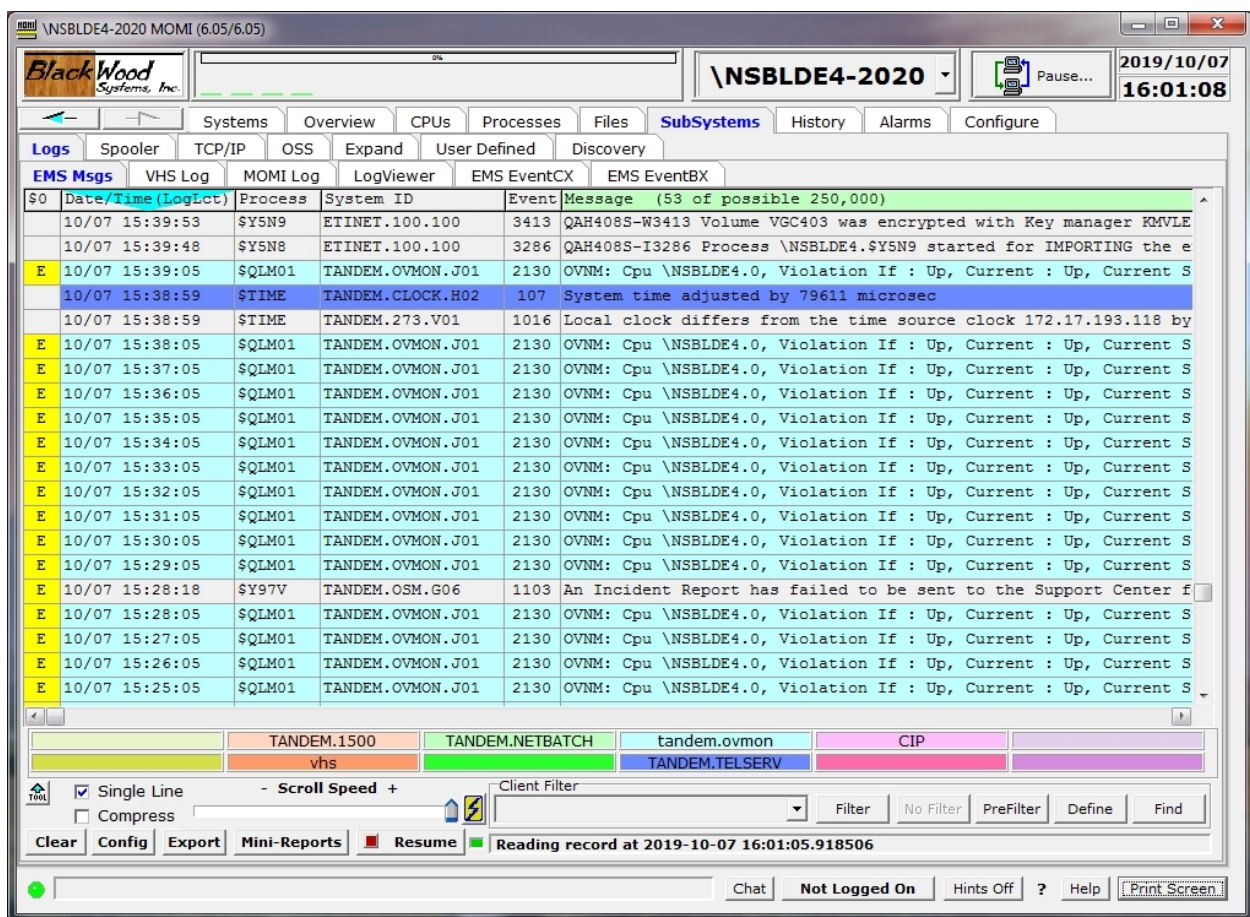 MOMI \NSBLDE4-2020 MOMI (6.05/6.05)
BlackWood Systems, Inc.
0%
\NSBLDE4-2020
Pause...
2019/10/07
16:01:08
Systems Overview CPUs Processes Files SubSystems History Alarms Configure
Logs Spooler TCP/IP OSS Expand User Defined Discovery
EMS Msgs VHS Log MOMI Log LogViewer EMS EventCX EMS EventBX
$0 Date/Time(LogLct) Process System ID Event Message (53 of possible 250,000)
10/07 15:39:53 $Y5N9 ETINET.100.100 3413 QAH408S-W3413 Volume VGC403 was encrypted with Key manager KMVLE
10/07 15:39:48 $Y5N8 ETINET.100.100 3286 QAH408S-I3286 Process \NSBLDE4.$Y5N9 started for IMPORTING the e
E 10/07 15:39:05 $QLM01 TANDEM.OVMON.J01 2130 OVNM: Cpu \NSBLDE4.0, Violation If : Up, Current : Up, Current S
10/07 15:38:59 $TIME TANDEM.CLOCK.H02 107 System time adjusted by 79611 microsec
10/07 15:38:59 $TIME TANDEM.273.V01 1016 Local clock differs from the time source clock 172.17.193.118 by
E 10/07 15:38:05 $QLM01 TANDEM.OVMON.J01 2130 OVNM: Cpu \NSBLDE4.0, Violation If : Up, Current : Up, Current S
E 10/07 15:37:05 $QLM01 TANDEM.OVMON.J01 2130 OVNM: Cpu \NSBLDE4.0, Violation If : Up, Current : Up, Current S
E 10/07 15:36:05 $QLM01 TANDEM.OVMON.J01 2130 OVNM: Cpu \NSBLDE4.0, Violation If : Up, Current : Up, Current S
E 10/07 15:35:05 $QLM01 TANDEM.OVMON.J01 2130 OVNM: Cpu \NSBLDE4.0, Violation If : Up, Current : Up, Current S
E 10/07 15:34:05 $QLM01 TANDEM.OVMON.J01 2130 OVNM: Cpu \NSBLDE4.0, Violation If : Up, Current : Up, Current S
E 10/07 15:33:05 $QLM01 TANDEM.OVMON.J01 2130 OVNM: Cpu \NSBLDE4.0, Violation If : Up, Current : Up, Current S
E 10/07 15:32:05 $QLM01 TANDEM.OVMON.J01 2130 OVNM: Cpu \NSBLDE4.0, Violation If : Up, Current : Up, Current S
E 10/07 15:31:05 $QLM01 TANDEM.OVMON.J01 2130 OVNM: Cpu \NSBLDE4.0, Violation If : Up, Current : Up, Current S
E 10/07 15:30:05 $QLM01 TANDEM.OVMON.J01 2130 OVNM: Cpu \NSBLDE4.0, Violation If : Up, Current : Up, Current S
E 10/07 15:29:05 $QLM01 TANDEM.OVMON.J01 2130 OVNM: Cpu \NSBLDE4.0, Violation If : Up, Current : Up, Current S
E 10/07 15:28:18 $Y97V TANDEM.OSM.G06 1103 An Incident Report has failed to be sent to the Support Center f
E 10/07 15:28:05 $QLM01 TANDEM.OVMON.J01 2130 OVNM: Cpu \NSBLDE4.0, Violation If : Up, Current : Up, Current S
E 10/07 15:27:05 $QLM01 TANDEM.OVMON.J01 2130 OVNM: Cpu \NSBLDE4.0, Violation If : Up, Current : Up, Current S
E 10/07 15:26:05 $QLM01 TANDEM.OVMON.J01 2130 OVNM: Cpu \NSBLDE4.0, Violation If : Up, Current : Up, Current S
E 10/07 15:25:05 $QLM01 TANDEM.OVMON.J01 2130 OVNM: Cpu \NSBLDE4.0, Violation If : Up, Current : Up, Current S
TANDEM.1500 TANDEM.NETBATCH tandem.ovmon CIP
vhs TANDEM.TELSERV
TOOL Single Line - Scroll Speed + Client Filter
Compress Filter No Filter PreFilter Define Find
Clear Config Export Mini-Reports Resume Reading record at 2019-10-07 16:01:05.918506
Chat Not Logged On Hints Off ? Help Print Screen